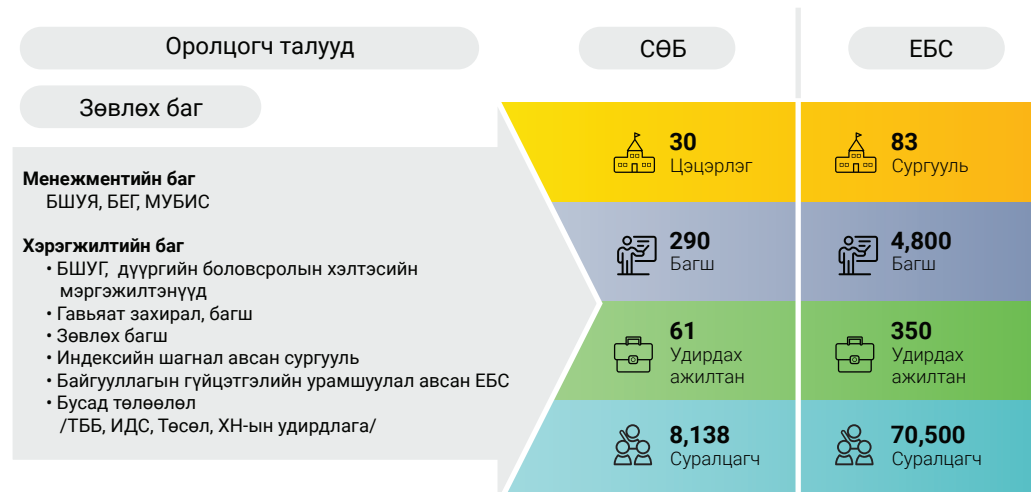 Оролцогч талууд
СӨБ
ЕБС
Зөвлөх баг
Менежментийн баг
БШУЯ, БЕГ, МУБИС
Хэрэгжилтийн баг
• БШУГ, дүүргийн боловсролын хэлтэсийн
мэргэжилтэнүүд
• Гавьяат захирал, багш
• Зөвлөх багш
• Индексийн шагнал авсан сургууль
• Байгууллагын гүйцэтгэлийн урамшуулал авсан ЕБС
• Бусад төлөөлөл
/ТББ, ИДС, Төсөл, ХН-ын удирдлага/
30
Цэцэрлэг
83
Сургууль
290
Багш
4,800
Багш
61
Удирдах
ажилтан
350
Удирдах
ажилтан
8,138
Суралцагч
70,500
Суралцагч